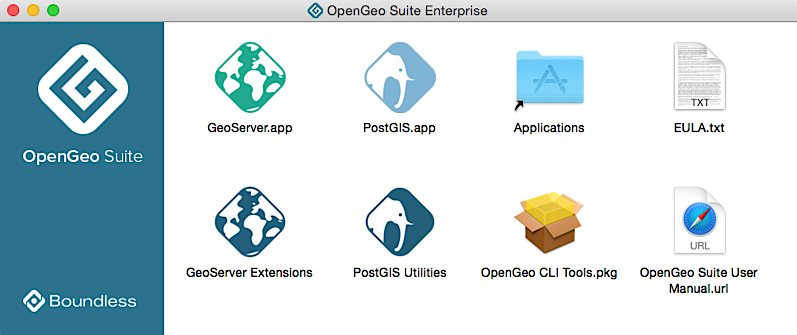 OpenGeo Suite Enterprise
OpenGeo Suite
GeoServer.app
PostGIS.app
Applications
TXT
EULA.txt
GeoServer Extensions
PostGIS Utilities
OpenGeo CLI Tools.pkg
URL
OpenGeo Suite User
Manual.url
Boundless